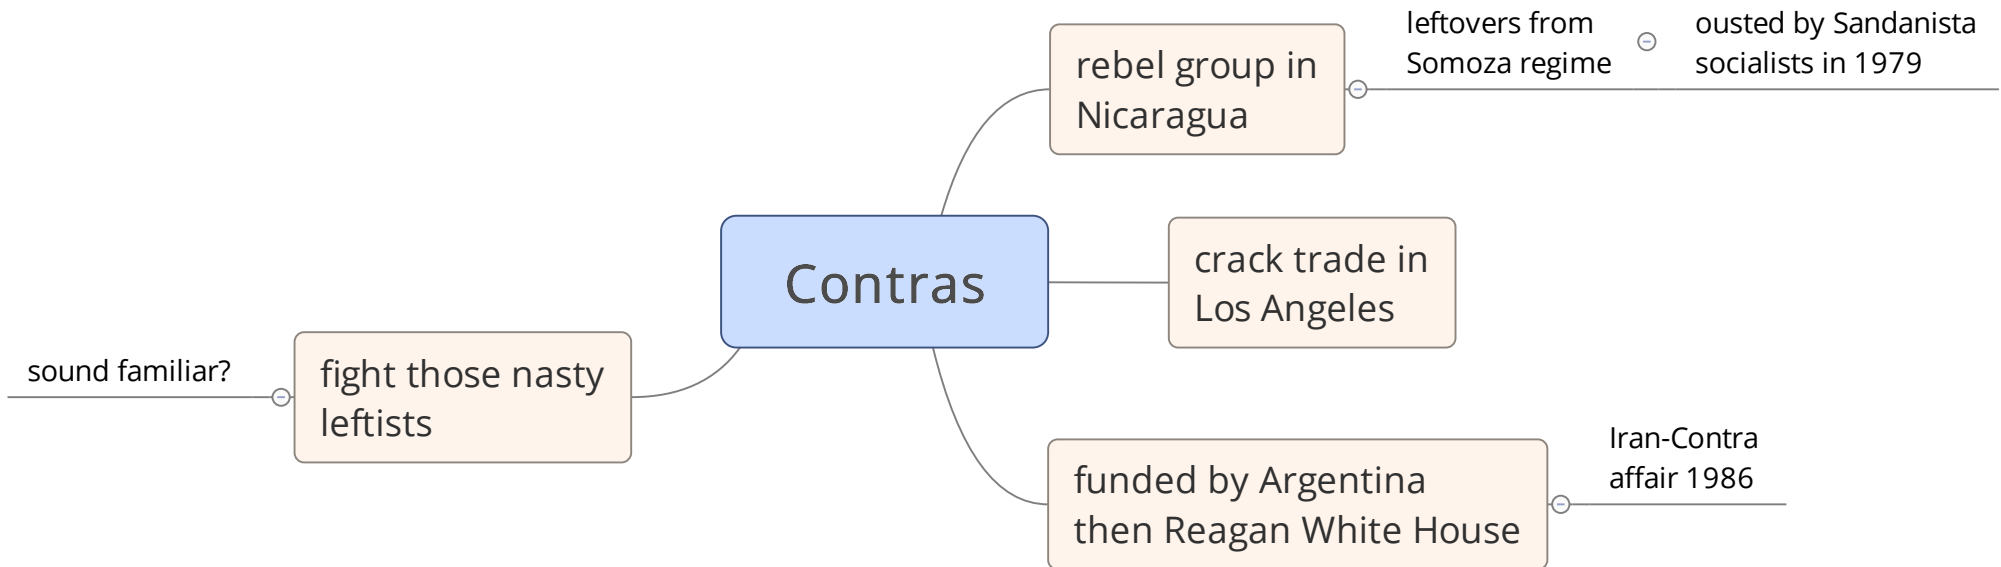 leftovers from
Somoza regime
ousted by Sandanista
socialists in 1979
rebel group in
Nicaragua
Contras
crack trade in
Los Angeles
sound familiar?
fight those nasty
leftists
Iran-Contra
affair 1986
funded by Argentina
then Reagan White House